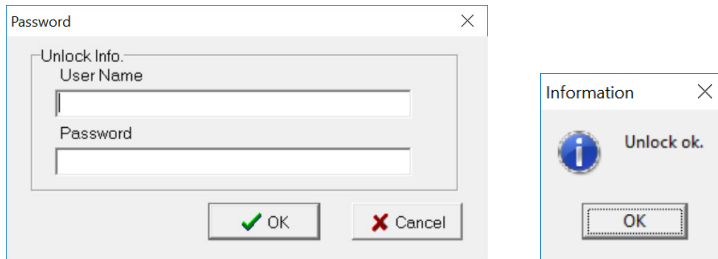 Password
Unlock Info.
User Name
Password
OK
Cancel
Information
Unlock ok.
OK